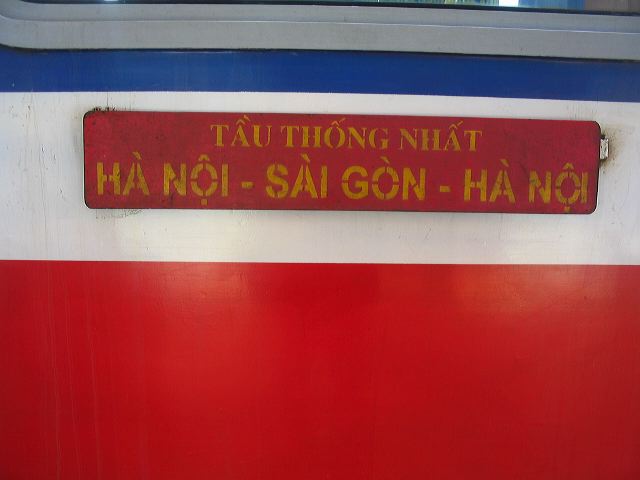 TẦU THỐNG NHẤT
HÀ NỘI - SÀI GÒN - HÀ NỘI